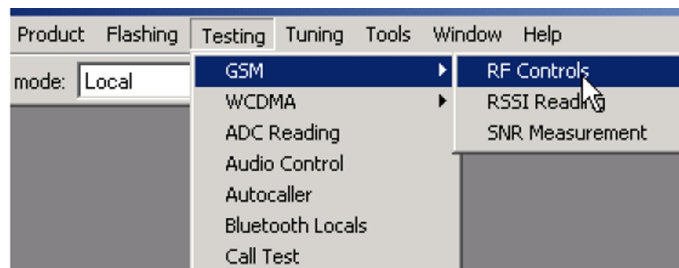 Product Flashing Testing Tuning Tools Window Help
mode: Local
GSM
WCDMA
ADC Reading
Audio Control
Autocaller
Bluetooth Locals
Call Test
RF Controls
RSSI Reading
SNR Measurement